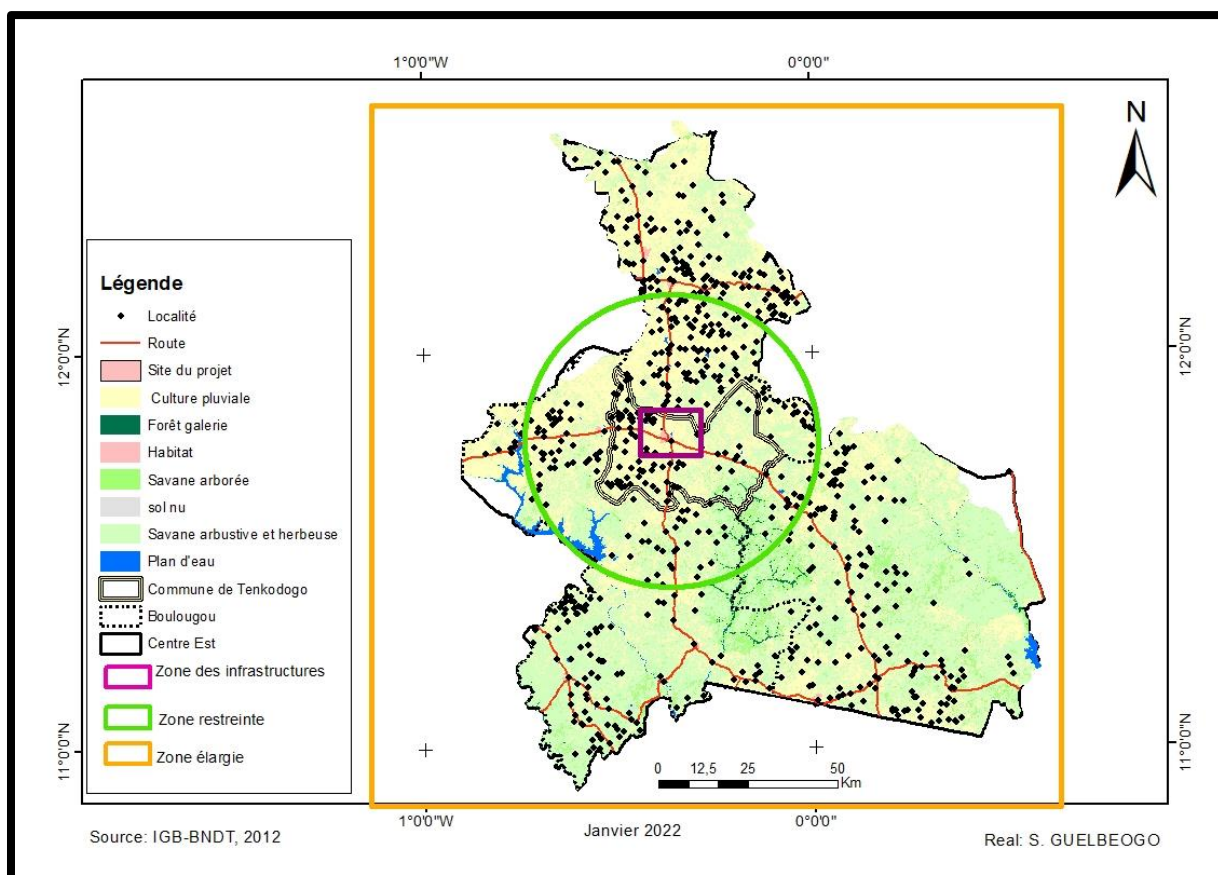 1°0'0"W 0°0'0"
N
12°0'0"N 12°0'0"N
Légende
Localité
Route
Site du projet
Culture pluviale
Forêt galerie
Habitat
Savane arborée
sol nu
Savane arbustive et herbeuse
Plan d'eau
Commune de Tenkodogo
Boulougou
Centre Est
Zone des infrastructures
Zone restreinte
Zone élargie
11°0'0"N 11°0'0"N
0 12,5 25 50
Km
1°0'0"W 0°0'0"
Source: IGB-BNDT, 2012 Janvier 2022 Real: S. GUELBEOGO